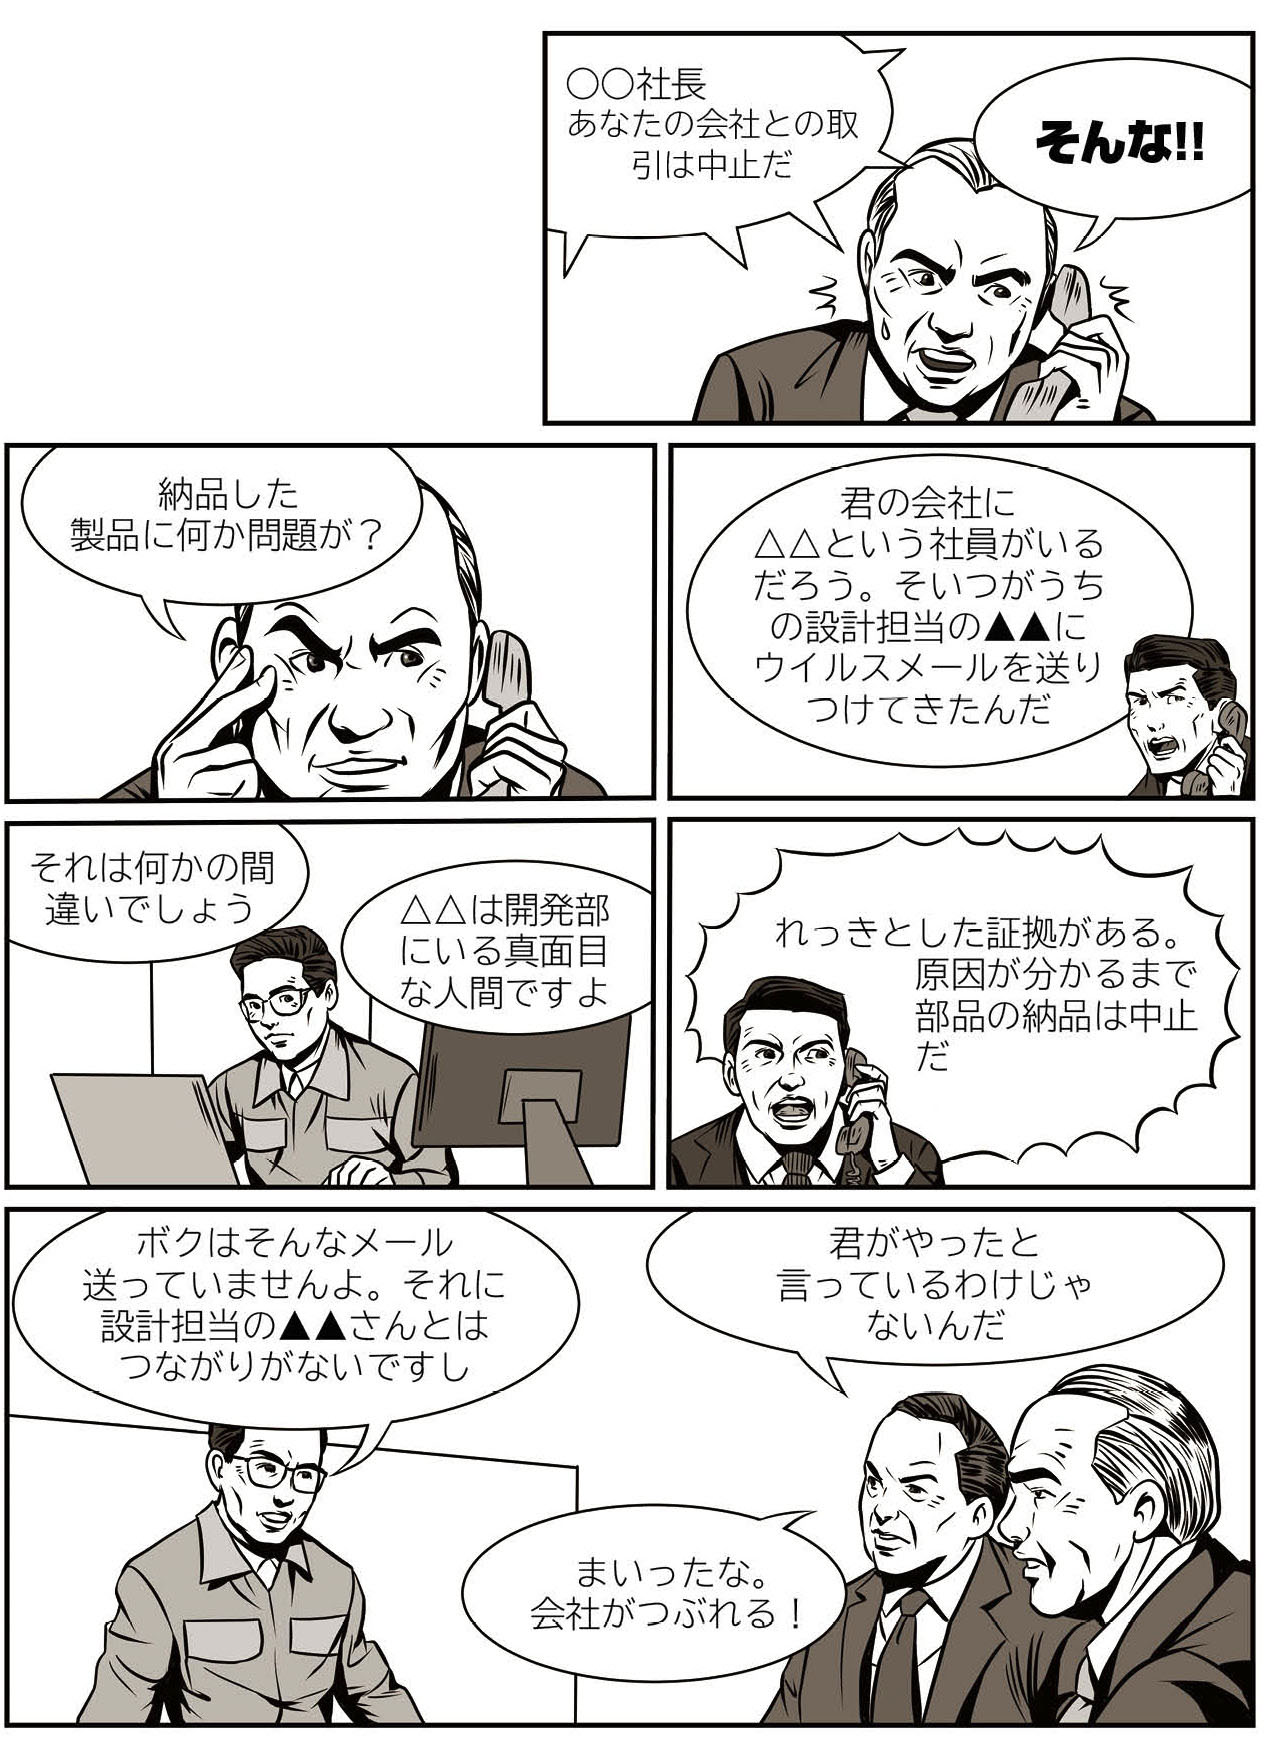 ○○社長
あなたの会社との取
引は中止だ
そんな!!
納品した
製品に何か問題が？
君の会社に
△△という社員がいる
だろう。そいつがうち
の設計担当の▲▲に
ウイルスメールを送り
つけてきたんだ
それは何かの間
違いでしょう
△△は開発部
にいる真面目
な人間ですよ
れっきとした証拠がある。
原因が分かるまで
部品の納品は中止
だ
ボクはそんなメール
送っていませんよ。それに
設計担当の▲▲さんとは
つながりがないですし
君がやったと
言っているわけじゃ
ないんだ
まいったな。
会社がつぶれる！